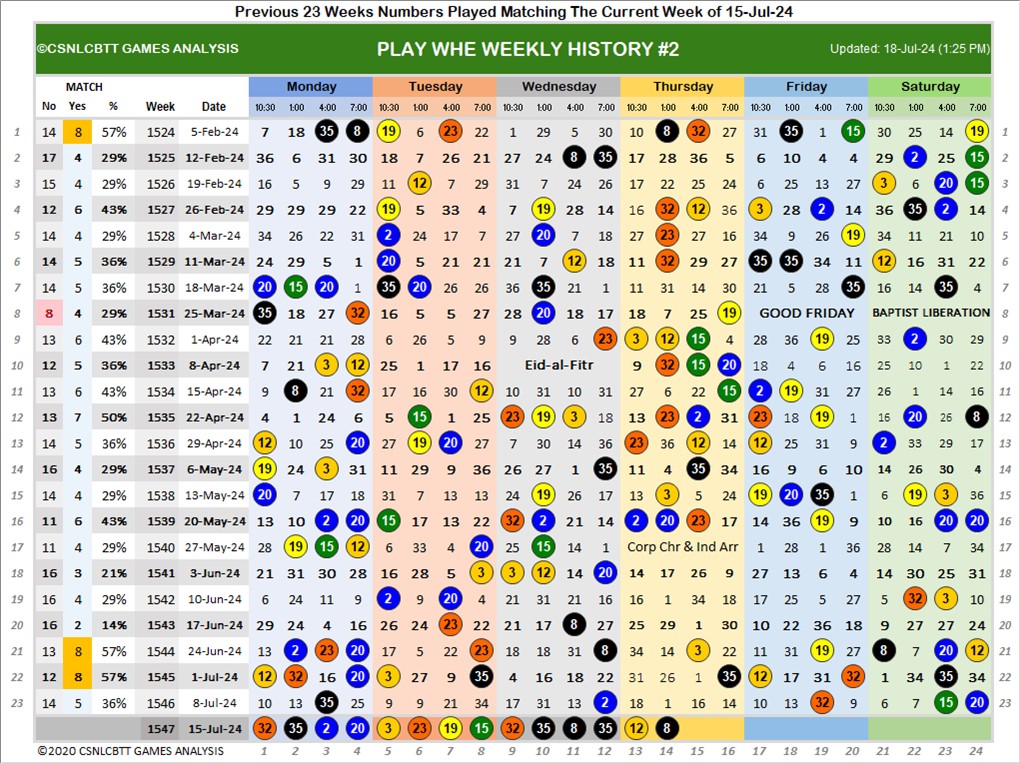 Previous 23 Weeks Numbers Played Matching The Current Week of 15-Jul-24
©CSNLCBTT GAMES ANALYSIS PLAY WHE WEEKLY HISTORY #2 Updated: 18-Jul-24 (1:25 PM)
MATCH Monday Tuesday Wednesday Thursday Friday Saturday
No Yes % Week Date 10:30 1:00 4:00 7:00 10:30 1:00 4:00 7:00 10:30 1:00 4:00 7:00 10:30 1:00 4:00 7:00 10:30 1:00 4:00 7:00 10:30 1:00 4:00 7:00
1 14 8 57% 1524 5-Feb-24 7 18 35 8 19 6 23 22 1 29 5 30 10 8 32 27 31 35 1 15 30 25 14 19 1
2 17 4 29% 1525 12-Feb-24 36 6 31 30 18 7 26 21 27 24 8 35 17 28 36 5 6 10 4 4 29 2 25 15 2
3 15 4 29% 1526 19-Feb-24 16 5 9 29 11 12 7 29 31 7 24 26 17 22 25 24 6 25 13 27 3 6 20 15 3
4 12 6 43% 1527 26-Feb-24 29 29 29 22 19 5 33 4 7 19 28 14 16 32 12 36 3 28 2 14 36 35 2 14 4
5 14 4 29% 1528 4-Mar-24 34 26 22 31 2 24 17 7 27 20 7 18 27 23 27 16 34 9 26 19 34 11 21 10 5
6 14 5 36% 1529 11-Mar-24 24 29 5 1 20 5 21 21 21 7 12 18 11 32 29 27 35 35 34 11 12 16 31 22 6
7 14 5 36% 1530 18-Mar-24 20 15 20 1 35 20 26 26 36 35 21 1 11 31 14 30 21 5 28 35 16 14 35 4 7
8 8 4 29% 1531 25-Mar-24 35 18 27 32 16 5 5 27 28 20 18 17 18 7 25 19 GOOD FRIDAY BAPTIST LIBERATION 8
9 13 6 43% 1532 1-Apr-24 22 21 21 28 6 26 5 9 9 28 6 23 3 12 15 4 28 36 19 25 33 2 30 29 9
10 12 5 36% 1533 8-Apr-24 7 21 3 12 25 1 17 16 Eid-al-Fitr 9 32 15 20 18 4 6 16 25 10 1 22 10
11 13 6 43% 1534 15-Apr-24 9 8 21 32 17 16 30 12 10 1 31 31 27 6 22 15 2 19 31 27 26 1 14 16 11
12 12 7 50% 1535 22-Apr-24 4 1 24 6 5 15 1 25 23 19 3 18 13 23 2 31 23 18 19 1 16 20 26 8 12
13 14 5 36% 1536 29-Apr-24 12 10 25 20 27 19 20 27 7 30 14 36 23 36 12 14 12 25 31 9 2 33 29 17 13
14 16 4 29% 1537 6-May-24 19 24 3 31 11 29 9 36 26 27 1 35 11 4 35 34 16 9 6 10 14 26 30 4 14
15 14 4 29% 1538 13-May-24 20 7 17 18 31 7 13 13 24 19 26 17 13 3 5 24 19 20 35 1 6 19 3 36 15
16 11 6 43% 1539 20-May-24 13 10 2 20 15 17 13 22 32 2 21 14 2 20 23 17 14 36 19 9 10 16 20 20 16
17 11 4 29% 1540 27-May-24 28 19 15 12 6 33 4 20 25 15 14 1 Corp Chr & Ind Arr 1 28 1 36 28 14 7 34 17
18 16 3 21% 1541 3-Jun-24 21 31 30 28 16 28 5 3 3 12 14 20 14 17 26 9 27 13 6 4 14 30 25 31 18
19 16 4 29% 1542 10-Jun-24 6 24 11 9 2 9 20 4 21 31 21 16 16 1 34 18 17 25 25 27 5 32 3 10 19
20 16 2 14% 1543 17-Jun-24 29 24 4 16 26 24 23 22 21 11 8 27 25 29 1 30 10 22 36 18 9 27 27 24 20
21 13 8 57% 1544 24-Jun-24 13 2 23 20 17 5 22 23 18 18 31 8 34 14 3 21 31 11 19 27 8 7 20 12 21
22 12 8 57% 1545 1-Jul-24 12 32 16 20 3 27 9 35 4 16 18 22 31 26 1 35 12 17 31 32 1 34 35 34 22
23 14 5 36% 1546 8-Jul-24 10 13 35 25 9 9 21 34 17 31 13 2 18 1 16 14 10 13 32 9 6 7 15 20 23
1547 15-Jul-24 32 35 2 20 3 23 19 15 32 35 8 35 12 8
©2020 CSNLCBTT GAMES ANALYSIS 1 2 3 4 5 6 7 8 9 10 11 12 13 14 15 16 17 18 19 20 21 22 23 24